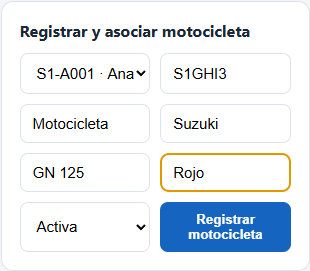 Registrar y asociar motocicleta
S1-A001 · Ana
S1GHI3
Motocicleta
Suzuki
GN 125
Rojo
Activa
Registrar
motocicleta